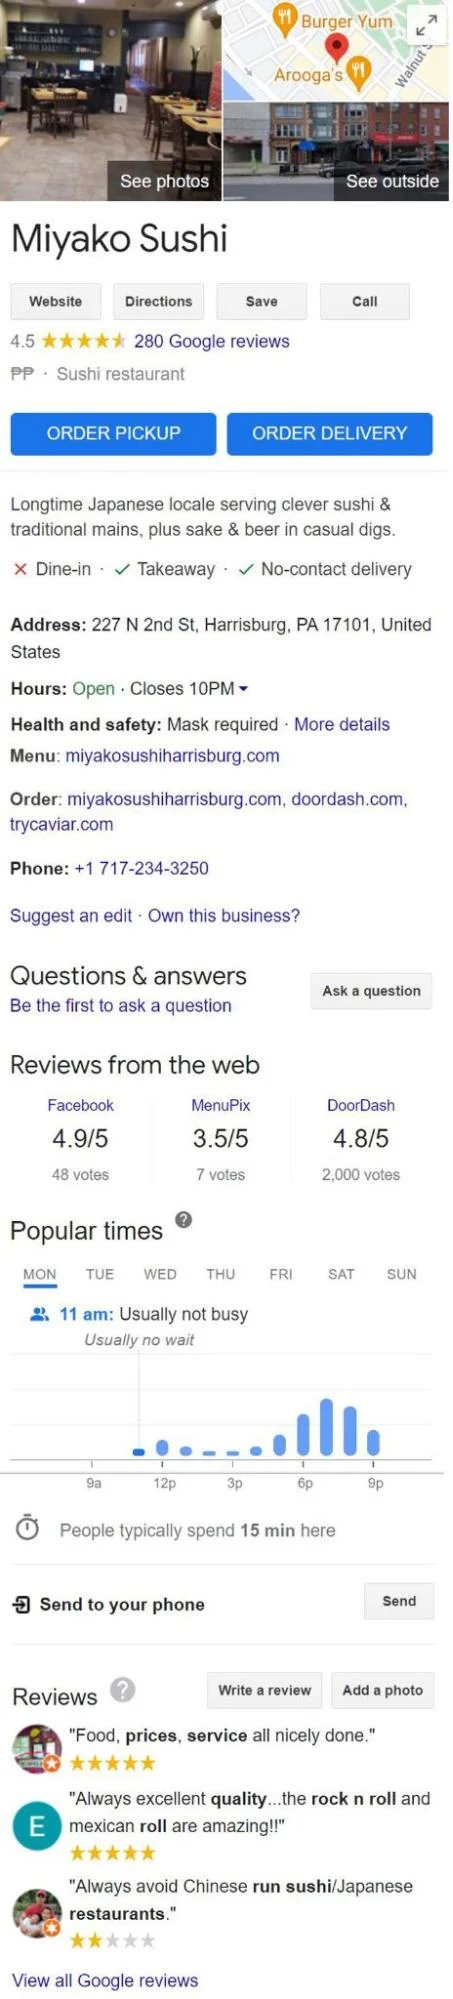 Burger Yum
Arooga's
Walnut S
See photos
See outside
Miyako Sushi
Website
Directions
Save
Call
4.5 280 Google reviews
₱₱ · Sushi restaurant
ORDER PICKUP
ORDER DELIVERY
Longtime Japanese locale serving clever sushi &
traditional mains, plus sake & beer in casual digs.
Dine-in · Takeaway · No-contact delivery
Address: 227 N 2nd St, Harrisburg, PA 17101, United
States
Hours: Open · Closes 10PM
Health and safety: Mask required · More details
Menu: miyakosushiharrisburg.com
Order: miyakosushiharrisburg.com, doordash.com,
trycaviar.com
Phone: +1 717-234-3250
Suggest an edit · Own this business?
Questions & answers
Be the first to ask a question
Ask a question
Reviews from the web
Facebook
MenuPix
DoorDash
4.9/5
3.5/5
4.8/5
48 votes
7 votes
2,000 votes
Popular times ?
MON TUE WED THU FRI SAT SUN
11 am: Usually not busy
Usually no wait
9a 12p 3p 6p 9p
People typically spend 15 min here
Send to your phone
Send
Reviews ?
Write a review
Add a photo
"Food, prices, service all nicely done."
E
"Always excellent quality...the rock n roll and
mexican roll are amazing!!"
"Always avoid Chinese run sushi/Japanese
restaurants."
View all Google reviews